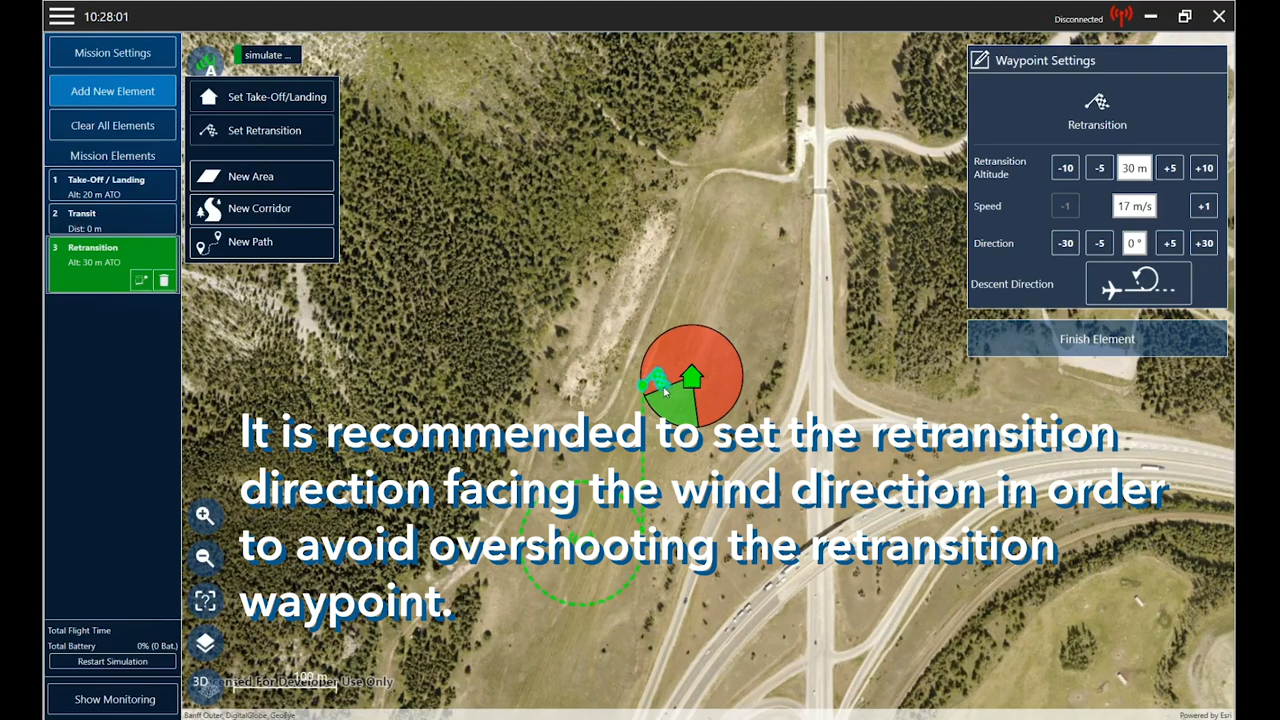 10:28:01
Disconnected
Mission Settings
Add New Element
Clear All Elements
Mission Elements
1 Take-Off / Landing
Alt: 20 m ATO
2 Transit
Dist: 0 m
3 Retransition
Alt: 30 m ATO
Total Flight Time
Total Battery 0% (0 Bat.)
Restart Simulation
Show Monitoring
A
simulate ...
Set Take-Off/Landing
Set Retransition
New Area
New Corridor
New Path
Waypoint Settings
Retransition
Retransition
Altitude
-10 -5 30 m +5 +10
Speed -1 17 m/s +1
Direction -30 -5 0 ° +5 +30
Descent Direction
Finish Element
It is recommended to set the retransition
direction facing the wind direction in order
to avoid overshooting the retransition
waypoint.
?
3D
100 m
For Developer Use Only
Banff Outer, DigitalGlobe, GeoEye
Powered by Esri